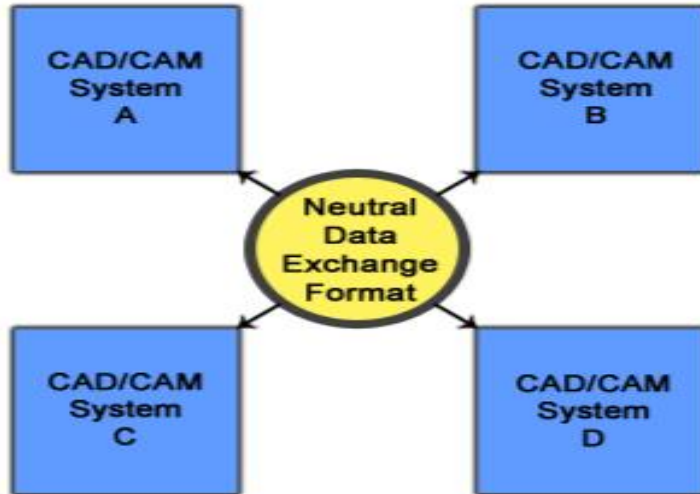 CAD/CAM
System
A
CAD/CAM
System
B
Neutral
Data
Exchange
Format
CAD/CAM
System
C
CAD/CAM
System
D